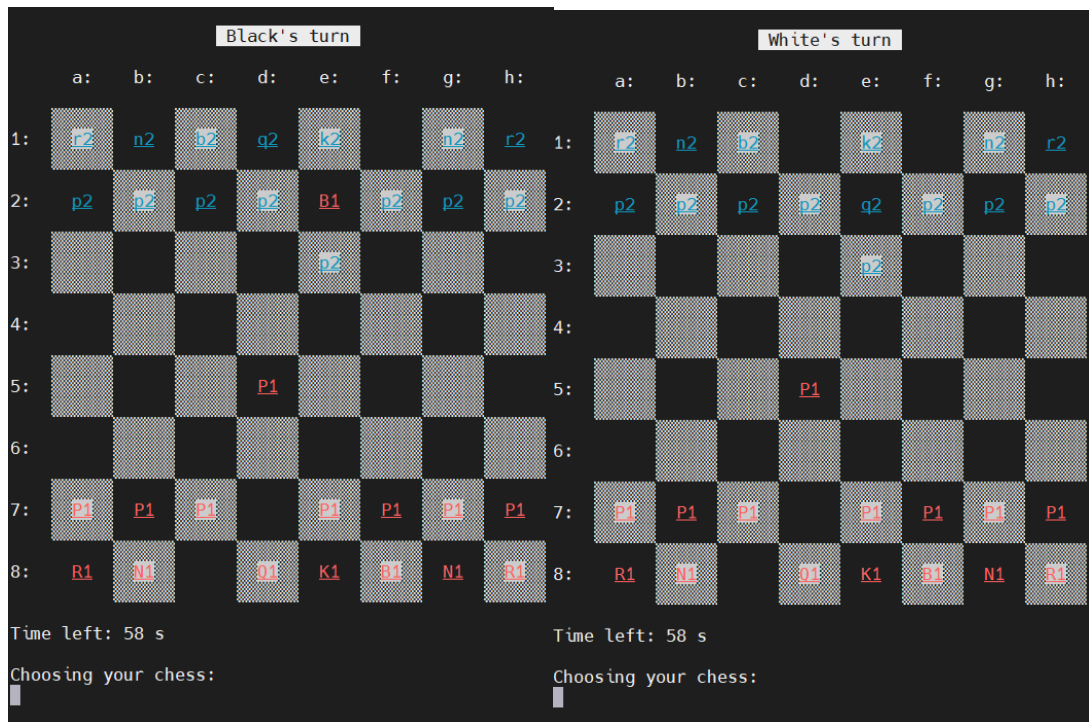 Black's turn
a: b: c: d: e: f: g: h:
1: r2 n2 b2 q2 k2 n2 r2
2: p2 p2 p2 p2 B1 p2 p2 p2
3: p2
4:
5: P1
6:
7: P1 P1 P1 P1 P1 P1 P1
8: R1 N1 Q1 K1 B1 N1 R1
Time left: 58 s
Choosing your chess:
White's turn
a: b: c: d: e: f: g: h:
1: r2 n2 b2 k2 n2 r2
2: p2 p2 p2 p2 q2 p2 p2 p2
3: p2
4:
5: P1
6:
7: P1 P1 P1 P1 P1 P1 P1
8: R1 N1 Q1 K1 B1 N1 R1
Time left: 58 s
Choosing your chess: